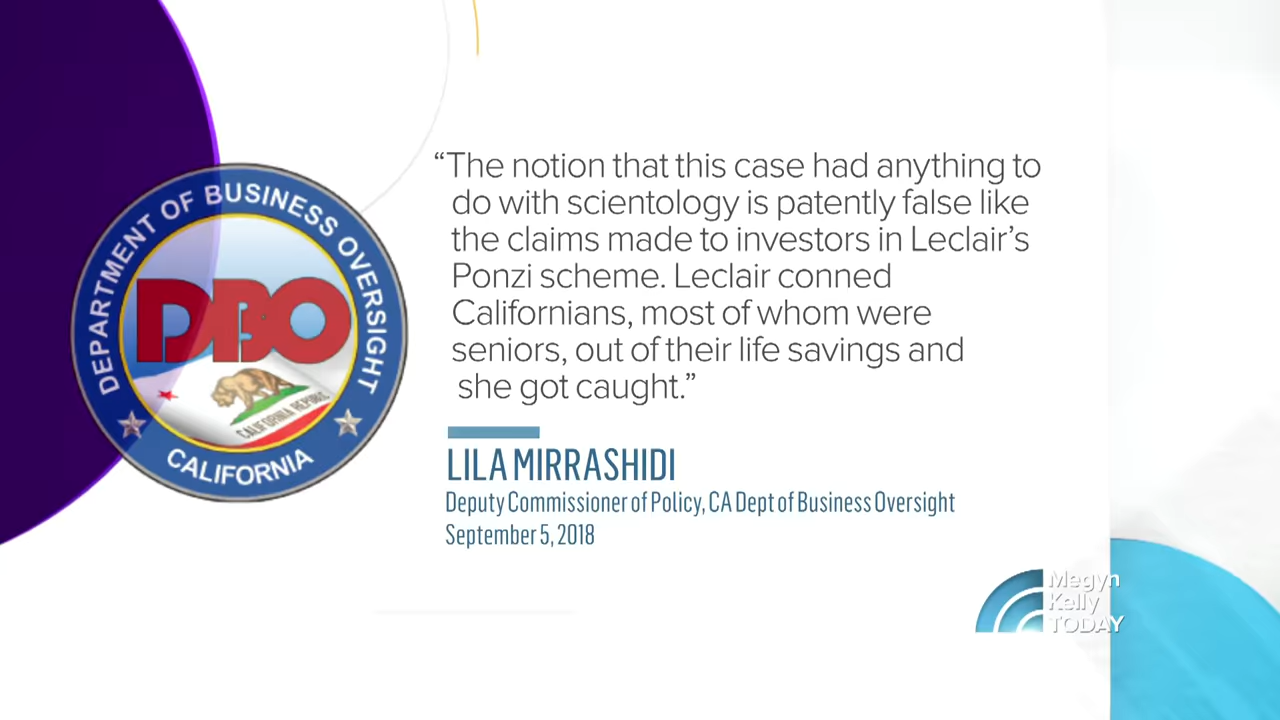 DEPARTMENT OF BUSINESS OVERSIGHT
DBO
CALIFORNIA REPUBLIC
CALIFORNIA
“The notion that this case had anything to
do with scientology is patently false like
the claims made to investors in Leclair’s
Ponzi scheme. Leclair conned
Californians, most of whom were
seniors, out of their life savings and
she got caught.”
LILA MIRRASHIDI
Deputy Commissioner of Policy, CA Dept of Business Oversight
September 5, 2018
Megyn
Kelly
TODAY